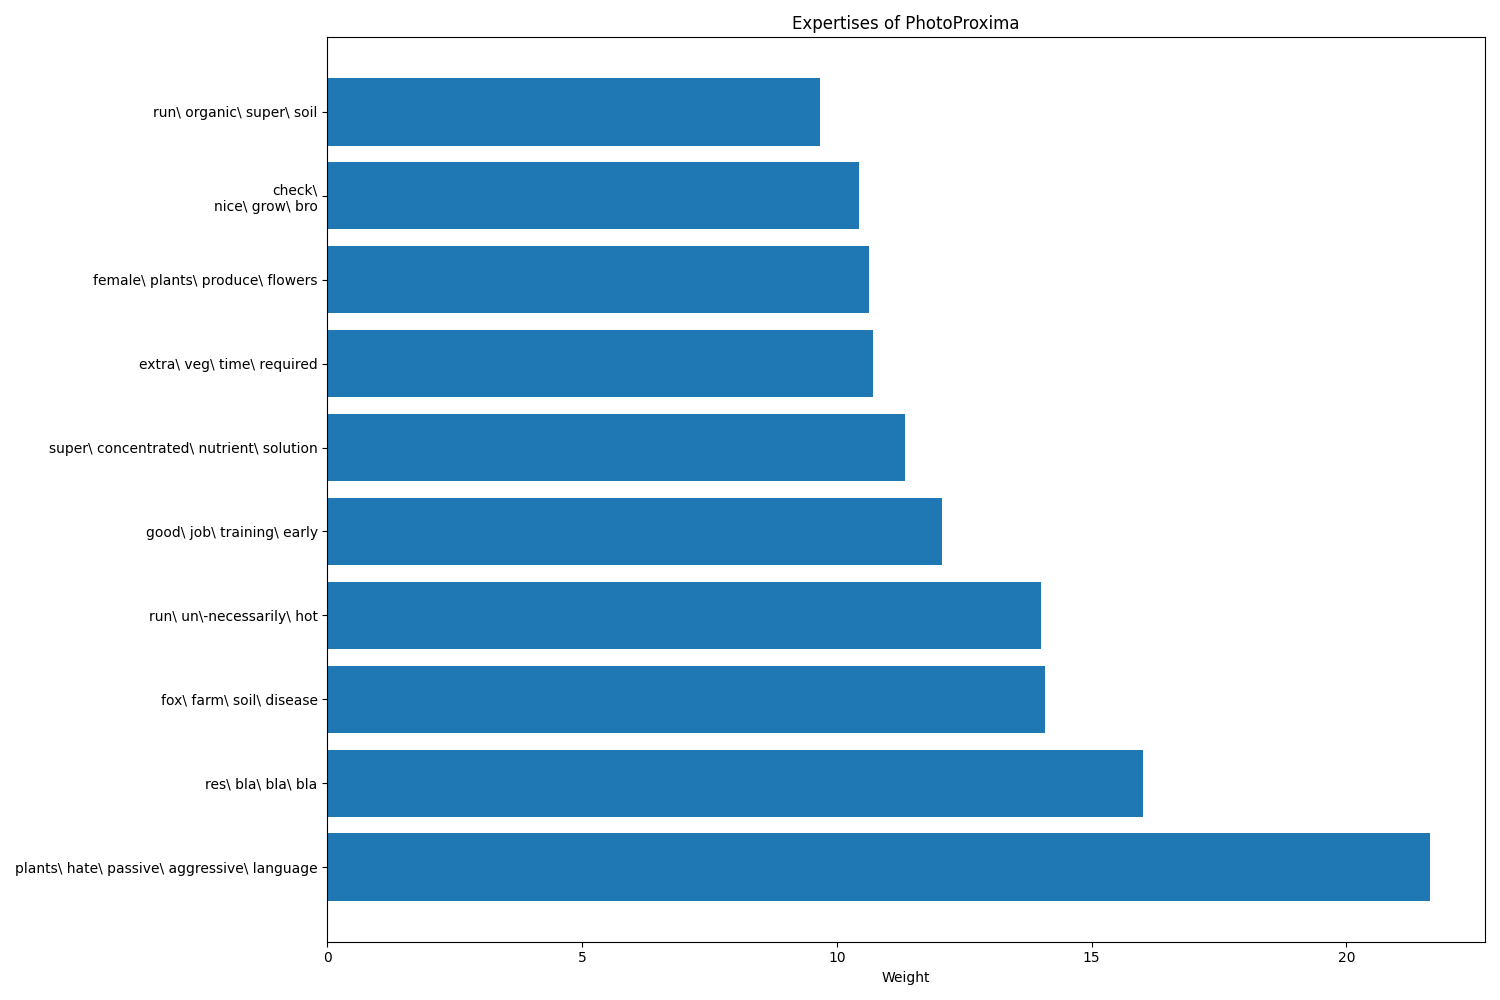 Expertises of PhotoProxima
run\ organic\ super\ soil
check\
nice\ grow\ bro
female\ plants\ produce\ flowers
extra\ veg\ time\ required
super\ concentrated\ nutrient\ solution
good\ job\ training\ early
run\ un\-necessarily\ hot
fox\ farm\ soil\ disease
res\ bla\ bla\ bla
plants\ hate\ passive\ aggressive\ language
0 5 10 15 20
Weight